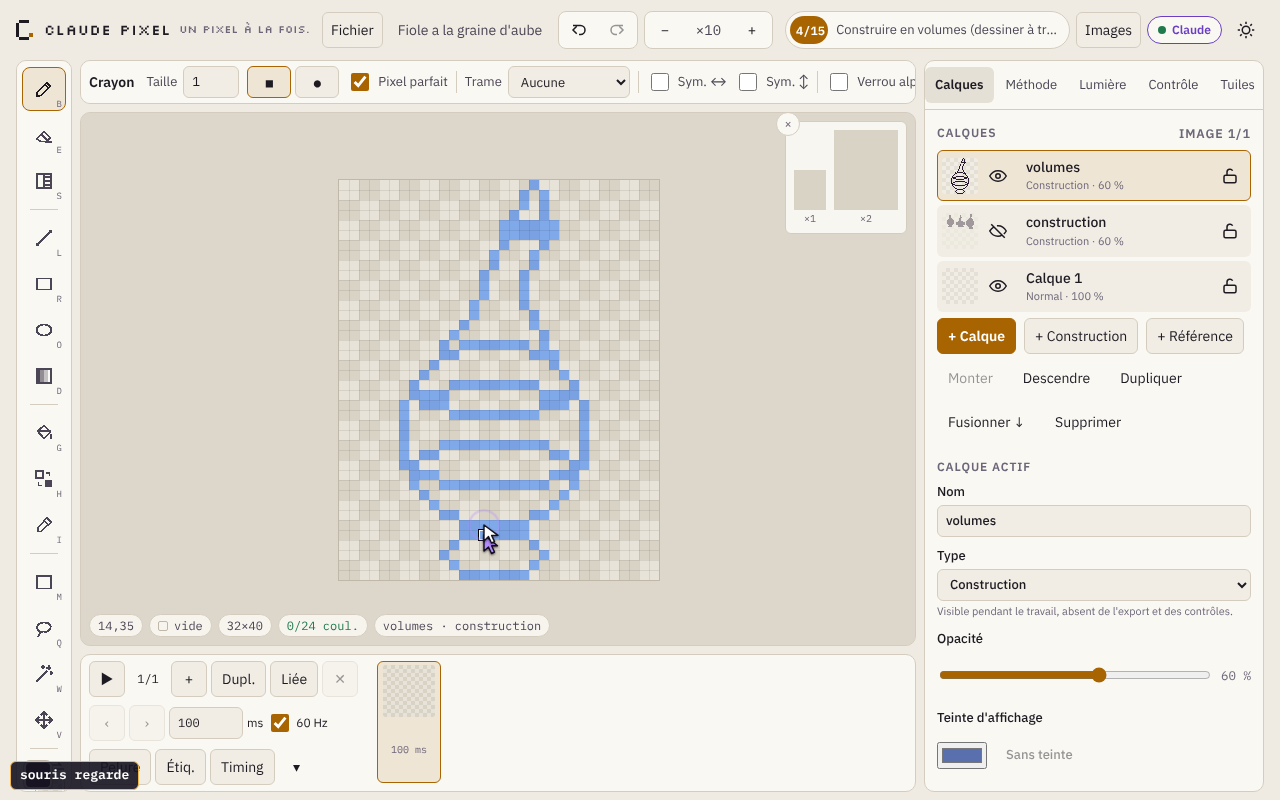 CLAUDE PIXEL
UN PIXEL À LA FOIS.
Fichier
Fiole a la graine d'aube
− ×10 +
4/15 Construire en volumes (dessiner à tr…
Images
Claude
Crayon
Taille
1
Pixel parfait
Trame
Aucune
Sym. ↔
Sym. ↕
Verrou alp
B
E
S
L
R
O
D
G
H
I
M
Q
W
V
×
×1
×2
14,35
vide
32×40
0/24 coul.
volumes · construction
1/1
+
Dupl.
Liée
✕
‹
›
100
ms
60 Hz
Étiq.
Timing
▼
100 ms
souris regarde
Calques
Méthode
Lumière
Contrôle
Tuiles
CALQUES
IMAGE 1/1
volumes
Construction · 60 %
construction
Construction · 60 %
Calque 1
Normal · 100 %
+ Calque
+ Construction
+ Référence
Monter
Descendre
Dupliquer
Fusionner ↓
Supprimer
CALQUE ACTIF
Nom
volumes
Type
Construction
Visible pendant le travail, absent de l'export et des contrôles.
Opacité
60 %
Teinte d'affichage
Sans teinte